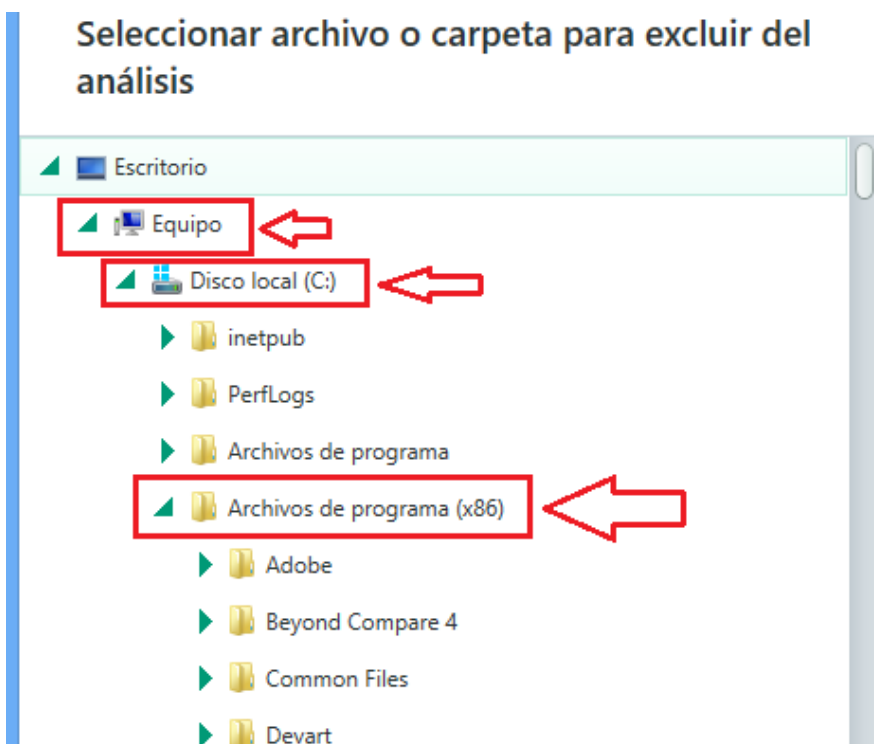 Seleccionar archivo o carpeta para excluir del
análisis
Escritorio
Equipo
Disco local (C:)
inetpub
PerfLogs
Archivos de programa
Archivos de programa (x86)
Adobe
Beyond Compare 4
Common Files
Devart